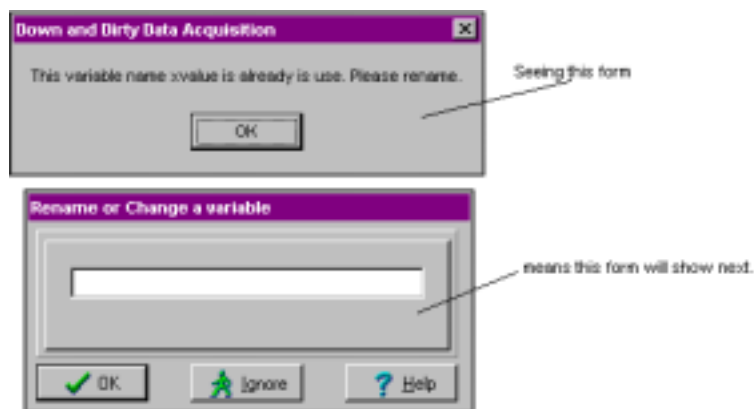 Down and Dirty Data Acquisition
This variable name xvalue is already is use. Please rename.
OK
Seeing this form
Rename or Change a variable
means this form will show next.
OK
Ignore
Help